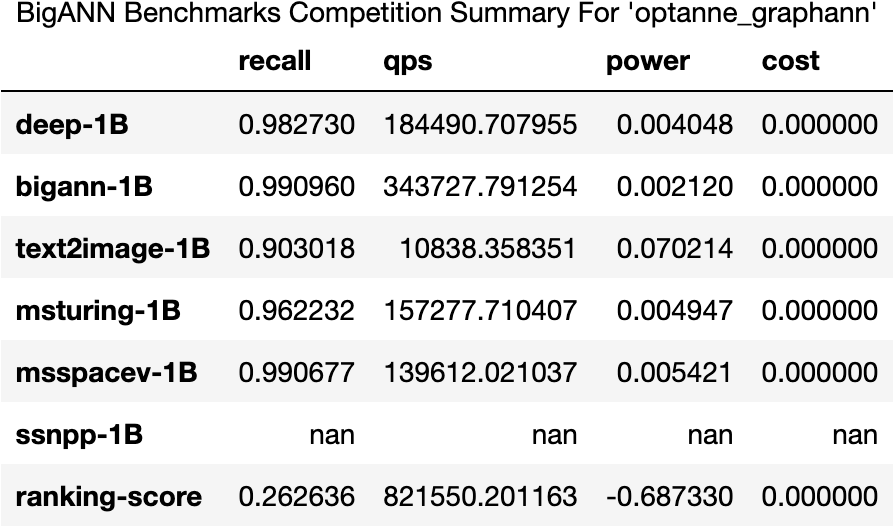 BigANN Benchmarks Competition Summary For 'optanne_graphann'
recall qps power cost
deep-1B 0.982730 184490.707955 0.004048 0.000000
bigann-1B 0.990960 343727.791254 0.002120 0.000000
text2image-1B 0.903018 10838.358351 0.070214 0.000000
msturing-1B 0.962232 157277.710407 0.004947 0.000000
msspacev-1B 0.990677 139612.021037 0.005421 0.000000
ssnpp-1B nan nan nan nan
ranking-score 0.262636 821550.201163 -0.687330 0.000000